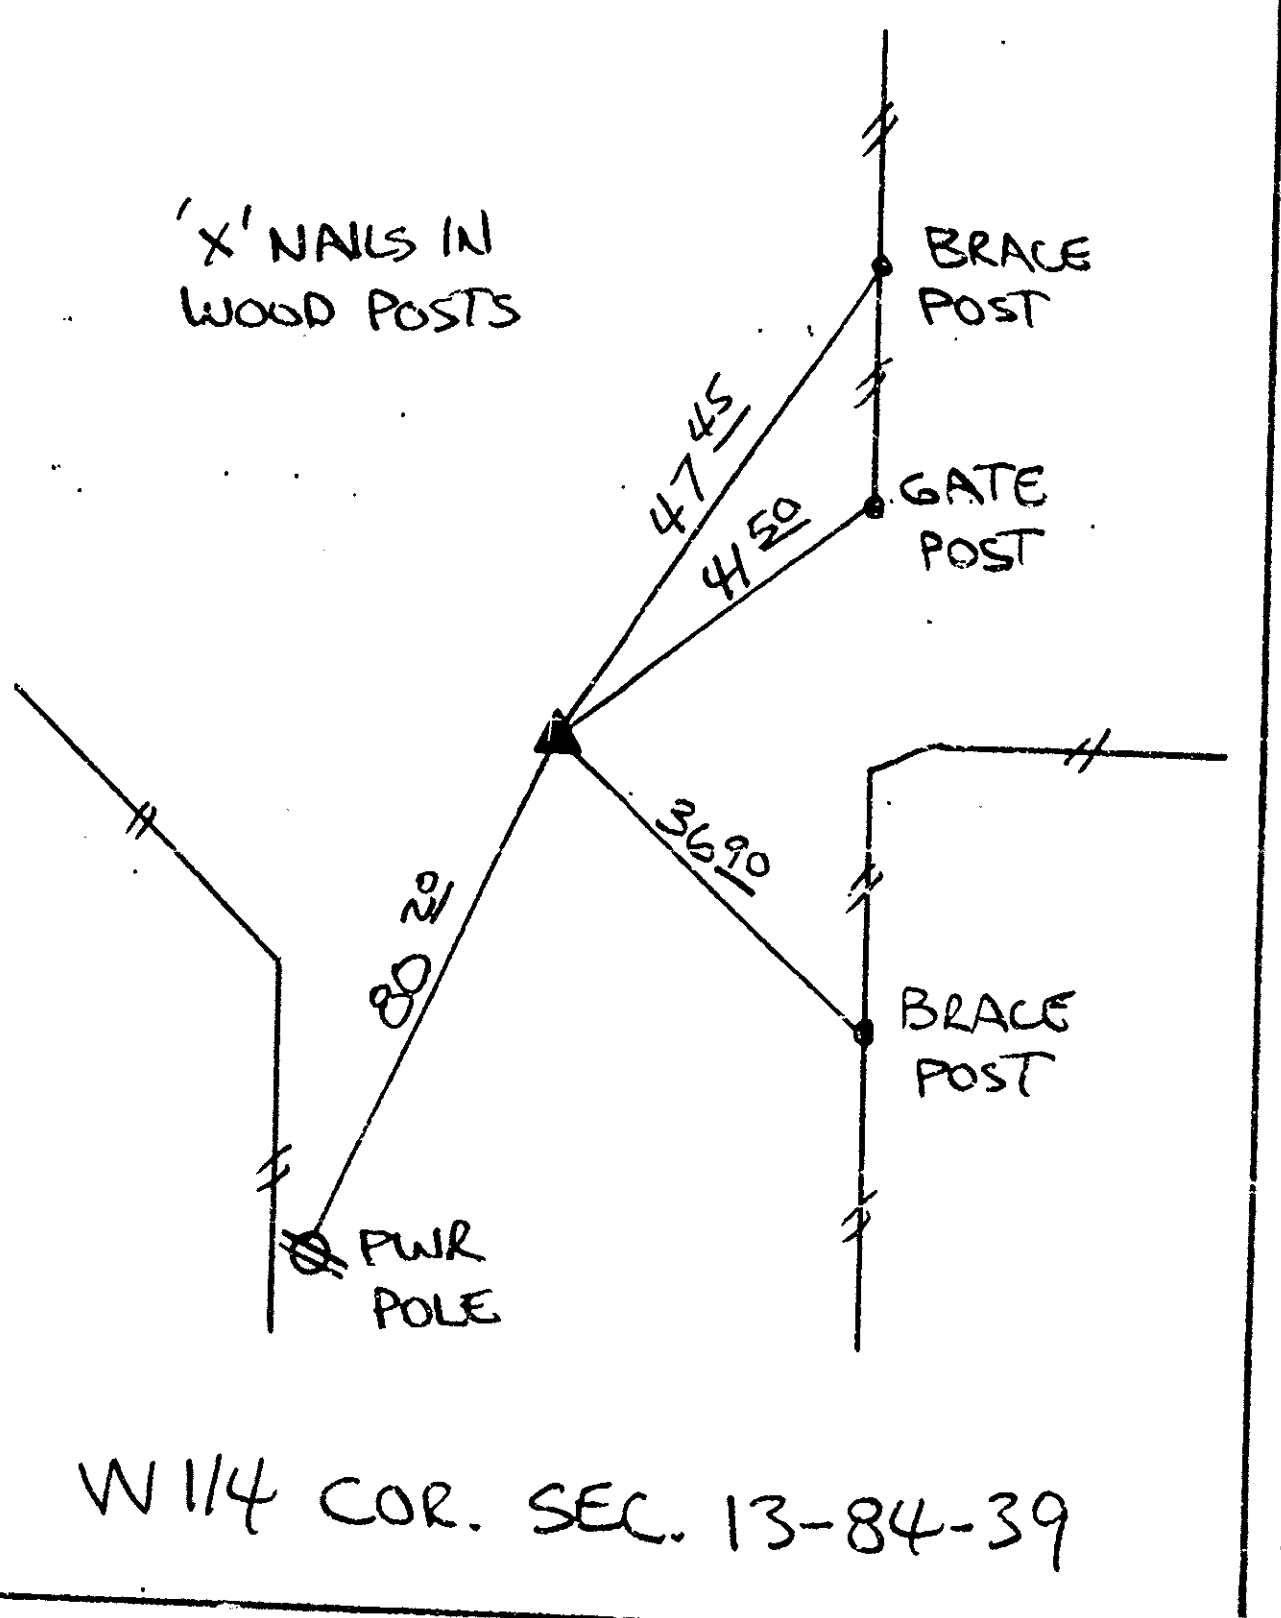 'X' NAILS IN
WOOD POSTS
BRACE
POST
47 45
GATE
POST
41 50
36 90
80 20
BRACE
POST
PWR
POLE
W 1/4 COR. SEC. 13-84-39